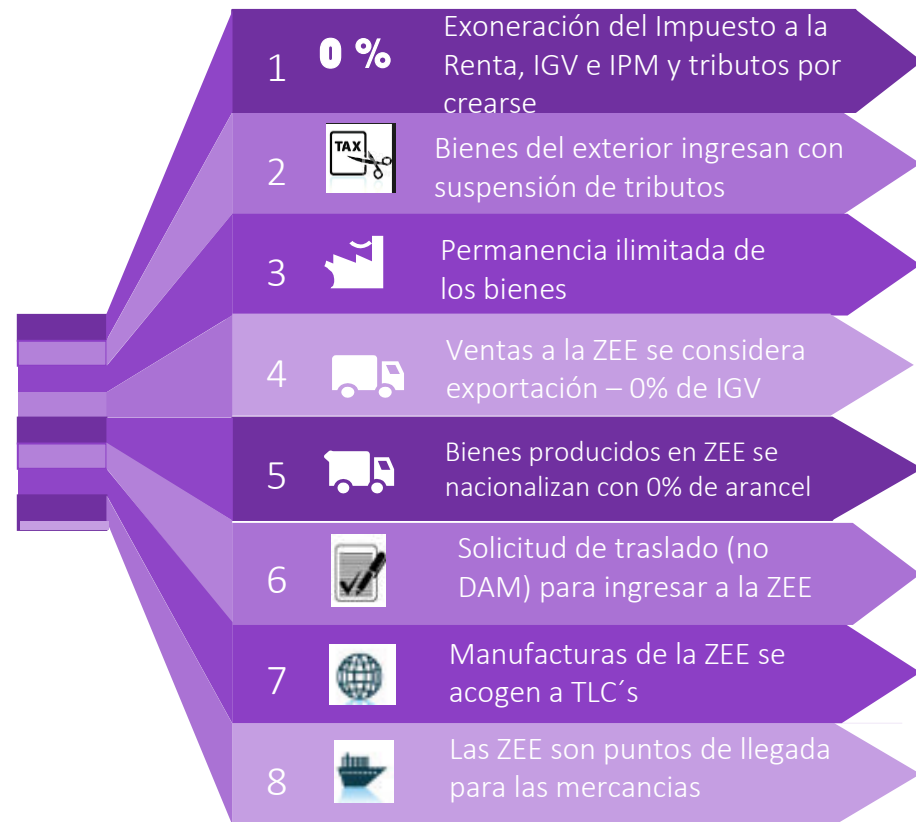 1
0 %
Exoneración del Impuesto a la
Renta, IGV e IPM y tributos por
crearse
2
TAX
Bienes del exterior ingresan con
suspensión de tributos
3
Permanencia ilimitada de
los bienes
4
Ventas a la ZEE se considera
exportación – 0% de IGV
5
Bienes producidos en ZEE se
nacionalizan con 0% de arancel
6
Solicitud de traslado (no
DAM) para ingresar a la ZEE
7
Manufacturas de la ZEE se
acogen a TLC´s
8
Las ZEE son puntos de llegada
para las mercancias